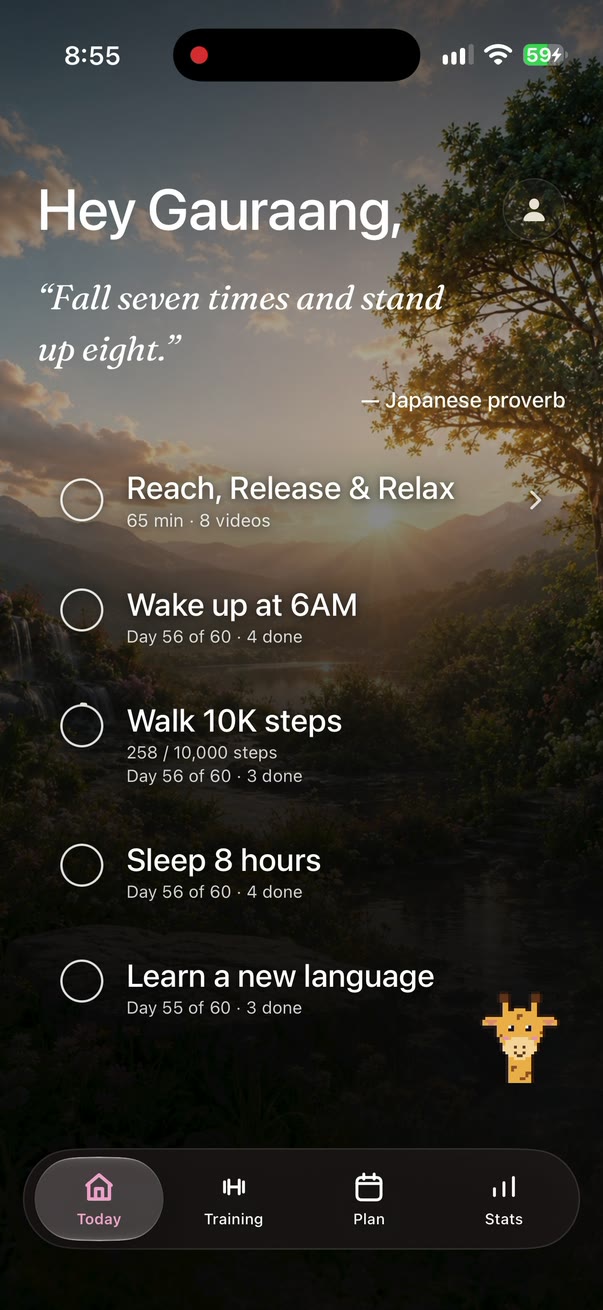 8:55
59
Hey Gauraang,
“Fall seven times and stand
up eight.”
— Japanese proverb
Reach, Release & Relax
65 min · 8 videos
Wake up at 6AM
Day 56 of 60 · 4 done
Walk 10K steps
258 / 10,000 steps
Day 56 of 60 · 3 done
Sleep 8 hours
Day 56 of 60 · 4 done
Learn a new language
Day 55 of 60 · 3 done
Today
Training
Plan
Stats